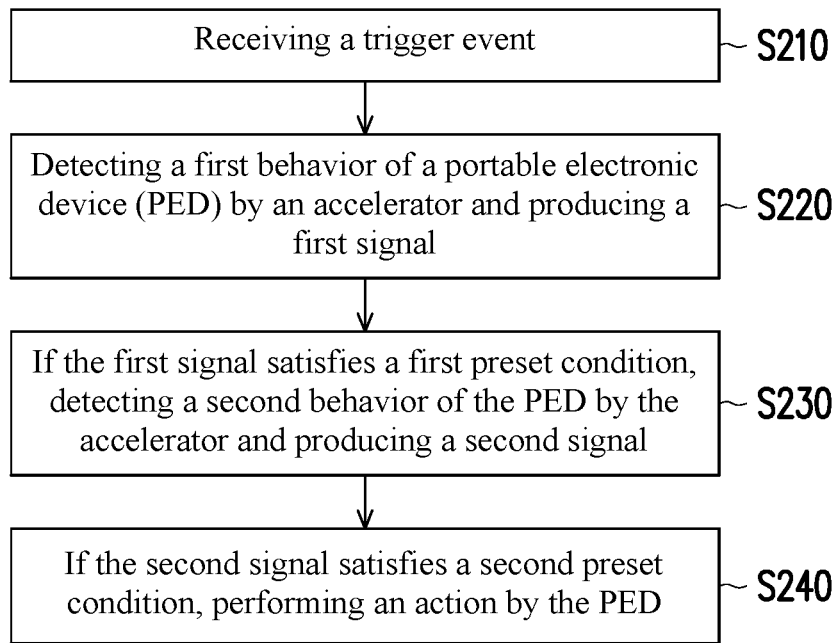 Receiving a trigger event
S210
Detecting a first behavior of a portable electronic
device (PED) by an accelerator and producing a
first signal
S220
If the first signal satisfies a first preset condition,
detecting a second behavior of the PED by the
accelerator and producing a second signal
S230
If the second signal satisfies a second preset
condition, performing an action by the PED
S240